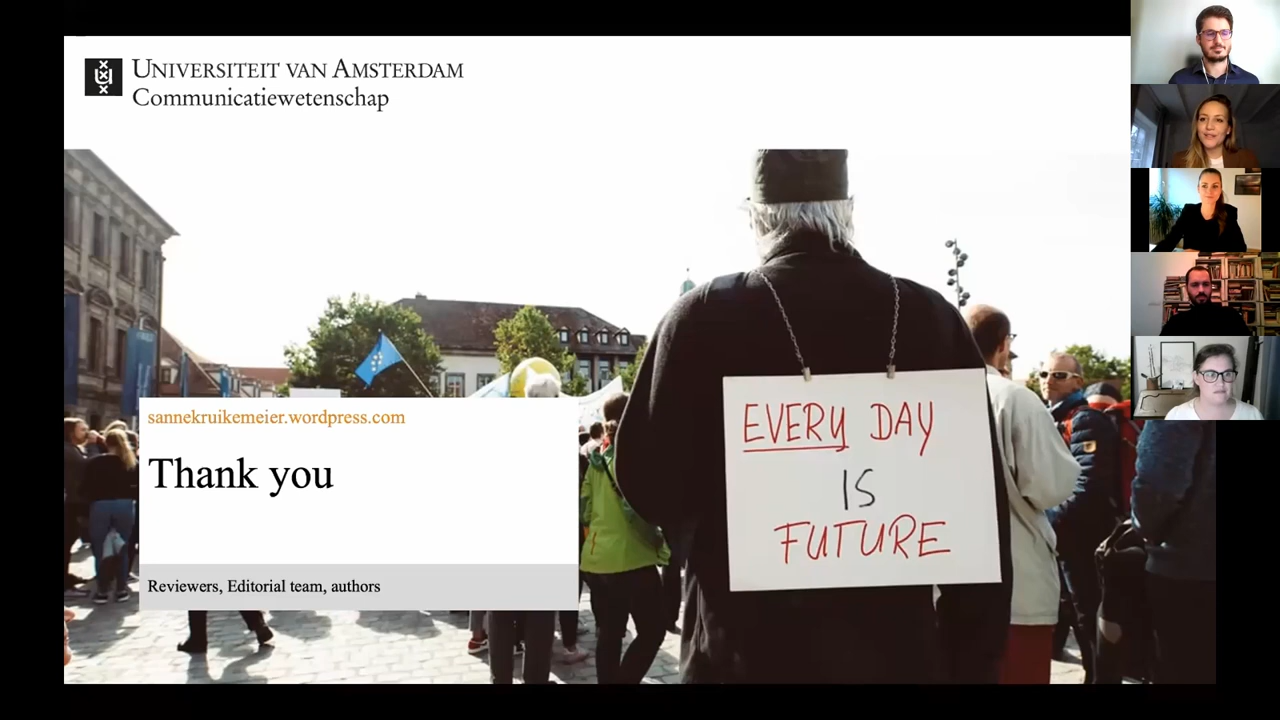 UNIVERSITEIT VAN AMSTERDAM
Communicatiewetenschap
sannekruikemeier.wordpress.com
Thank you
Reviewers, Editorial team, authors
EVERY DAY
IS
FUTURE